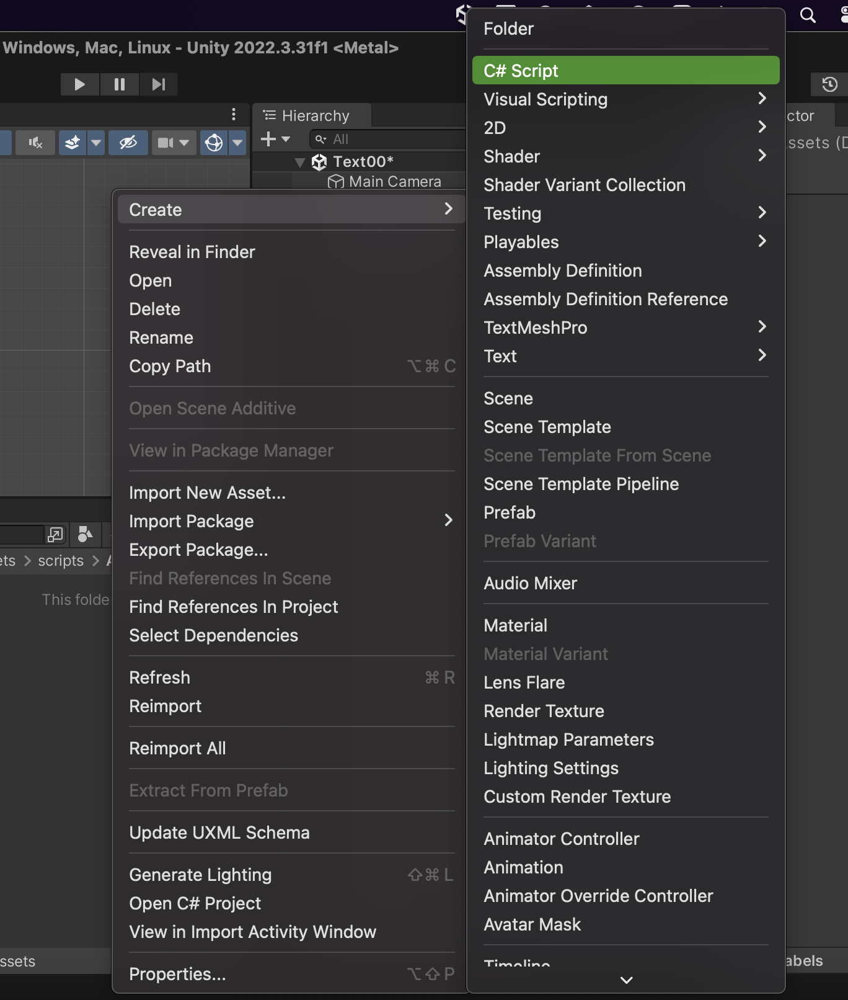 Windows, Mac, Linux - Unity 2022.3.31f1 <Metal>
Hierarchy
All
Text00*
Main Camera
Create
Reveal in Finder
Open
Delete
Rename
Copy Path ⌥⌘ C
Open Scene Additive
View in Package Manager
Import New Asset...
Import Package
Export Package...
Find References In Scene
Find References In Project
Select Dependencies
Refresh ⌘ R
Reimport
Reimport All
Extract From Prefab
Update UXML Schema
Generate Lighting ⇧⌘ L
Open C# Project
View in Import Activity Window
Properties... ⌥⇧ P
Folder
C# Script
Visual Scripting
2D
Shader
Shader Variant Collection
Testing
Playables
Assembly Definition
Assembly Definition Reference
TextMeshPro
Text
Scene
Scene Template
Scene Template From Scene
Scene Template Pipeline
Prefab
Prefab Variant
Audio Mixer
Material
Material Variant
Lens Flare
Render Texture
Lightmap Parameters
Lighting Settings
Custom Render Texture
Animator Controller
Animation
Animator Override Controller
Avatar Mask
Timeline
ctor
ssets (D
ets > scripts >
This folde
ssets
abels